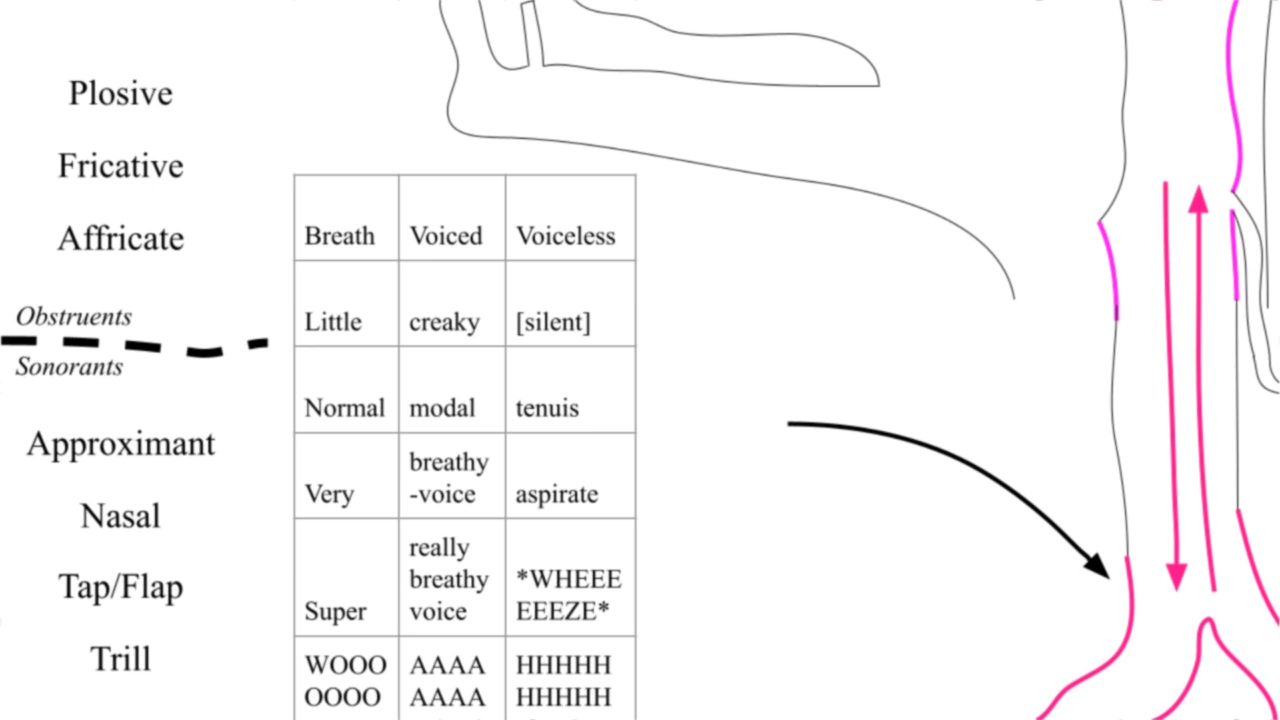 Plosive
Fricative
Affricate
Obstruents
Sonorants
Approximant
Nasal
Tap/Flap
Trill
Breath Voiced Voiceless
Little creaky [silent]
Normal modal tenuis
breathy
Very -voice aspirate
really
breathy *WHEEE
Super voice EEEZE*
WOOO AAAA HHHHH
OOOO AAAA HHHHH